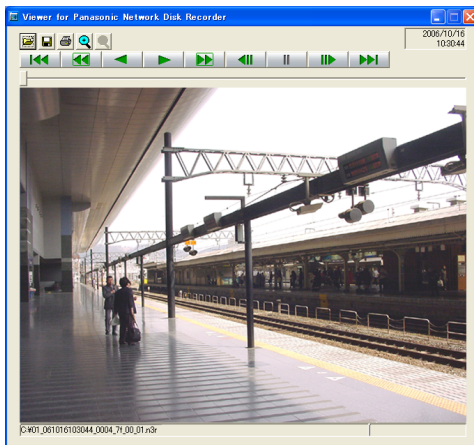 Viewer for Panasonic Network Disk Recorder
2006/10/16
10:30:44
C:¥01_061016103044_0004_7f_00_01.n3r